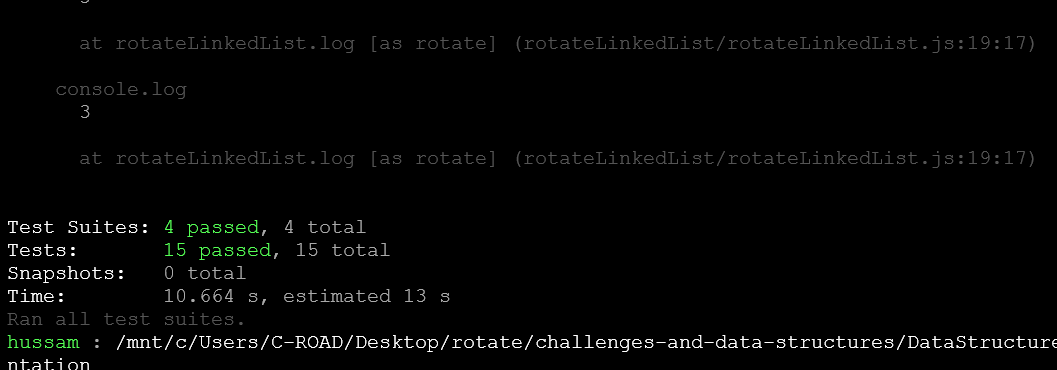 at rotateLinkedList.log [as rotate] (rotateLinkedList/rotateLinkedList.js:19:17)
console.log
3
at rotateLinkedList.log [as rotate] (rotateLinkedList/rotateLinkedList.js:19:17)
Test Suites: 4 passed, 4 total
Tests: 15 passed, 15 total
Snapshots: 0 total
Time: 10.664 s, estimated 13 s
Ran all test suites.
hussam : /mnt/c/Users/C-ROAD/Desktop/rotate/challenges-and-data-structures/DataStructure
ntation